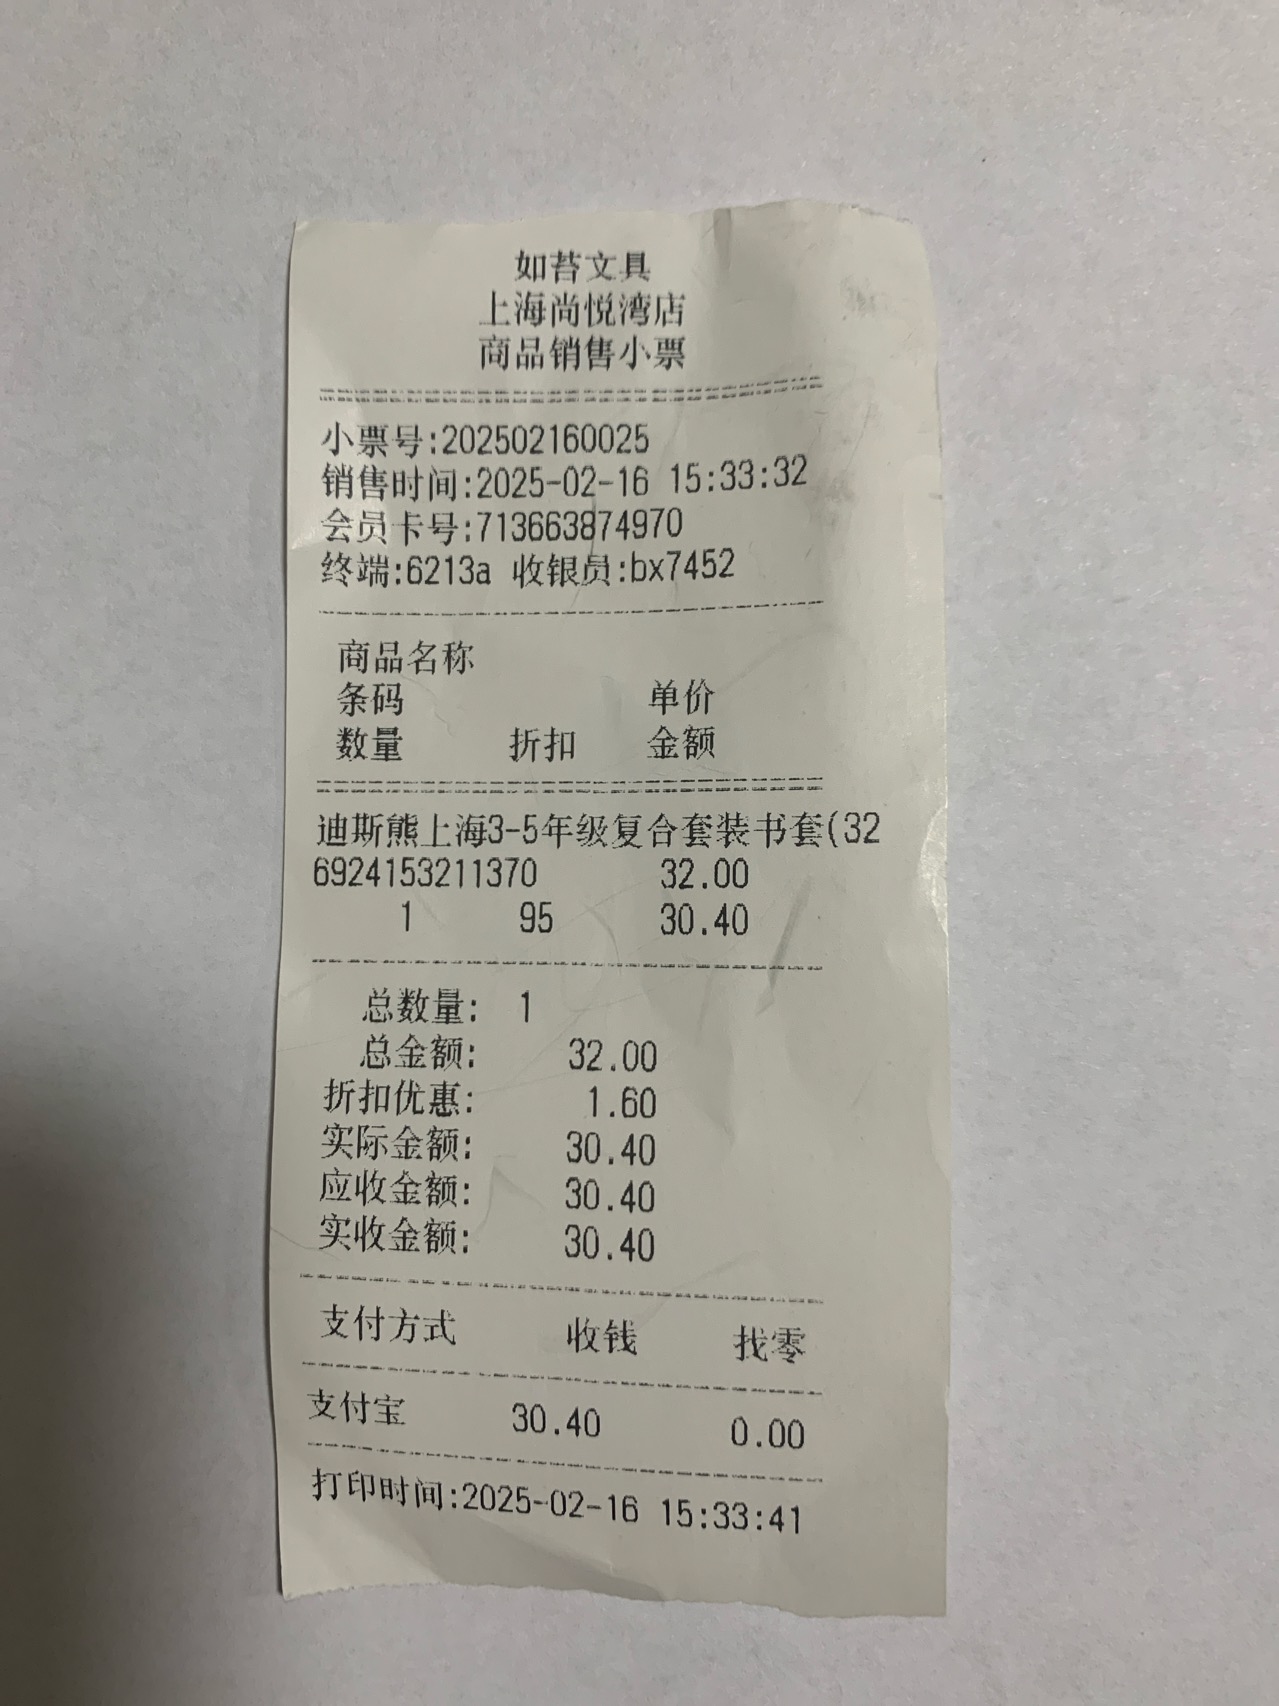 如苔文具
上海尚悦湾店
商品销售小票
小票号:202502160025
销售时间:2025-02-16 15:33:32
会员卡号:713663874970
终端:6213a 收银员:bx7452
商品名称
条码 单价
数量 折扣 金额
迪斯熊上海3-5年级复合套装书套(32
6924153211370 32.00
1 95 30.40
总数量: 1
总金额: 32.00
折扣优惠: 1.60
实际金额: 30.40
应收金额: 30.40
实收金额: 30.40
支付方式 收钱 找零
支付宝 30.40 0.00
打印时间:2025-02-16 15:33:41